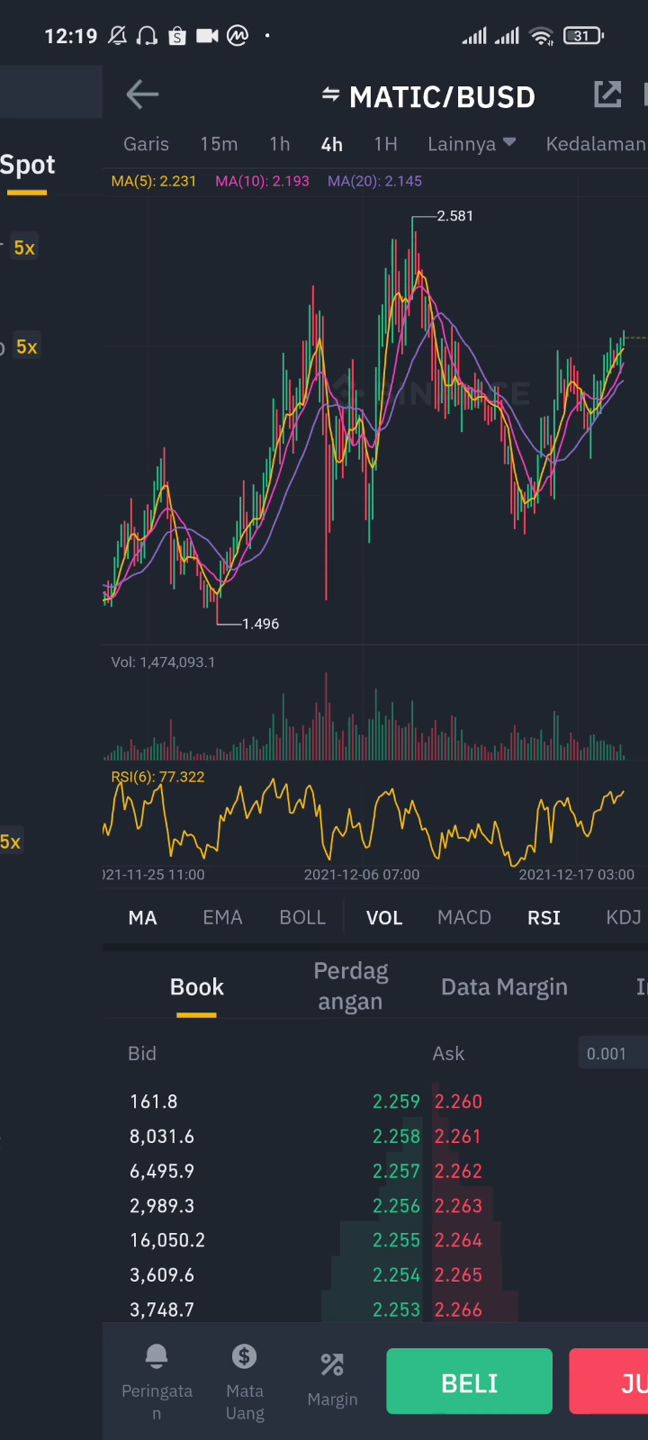 12:19
31
MATIC/BUSD
Spot
Garis 15m 1h 4h 1H Lainnya Kedalaman
MA(5): 2.231 MA(10): 2.193 MA(20): 2.145
2.581
5x
5x
BINANCE
1.496
Vol: 1,474,093.1
RSI(6): 77.322
5x
021-11-25 11:00 2021-12-06 07:00 2021-12-17 03:00
MA EMA BOLL VOL MACD RSI KDJ
Book Perdag
angan Data Margin
Bid Ask 0.001
161.8 2.259 2.260
8,031.6 2.258 2.261
6,495.9 2.257 2.262
2,989.3 2.256 2.263
16,050.2 2.255 2.264
3,609.6 2.254 2.265
3,748.7 2.253 2.266
Peringata
n
Mata
Uang
Margin
BELI
JU